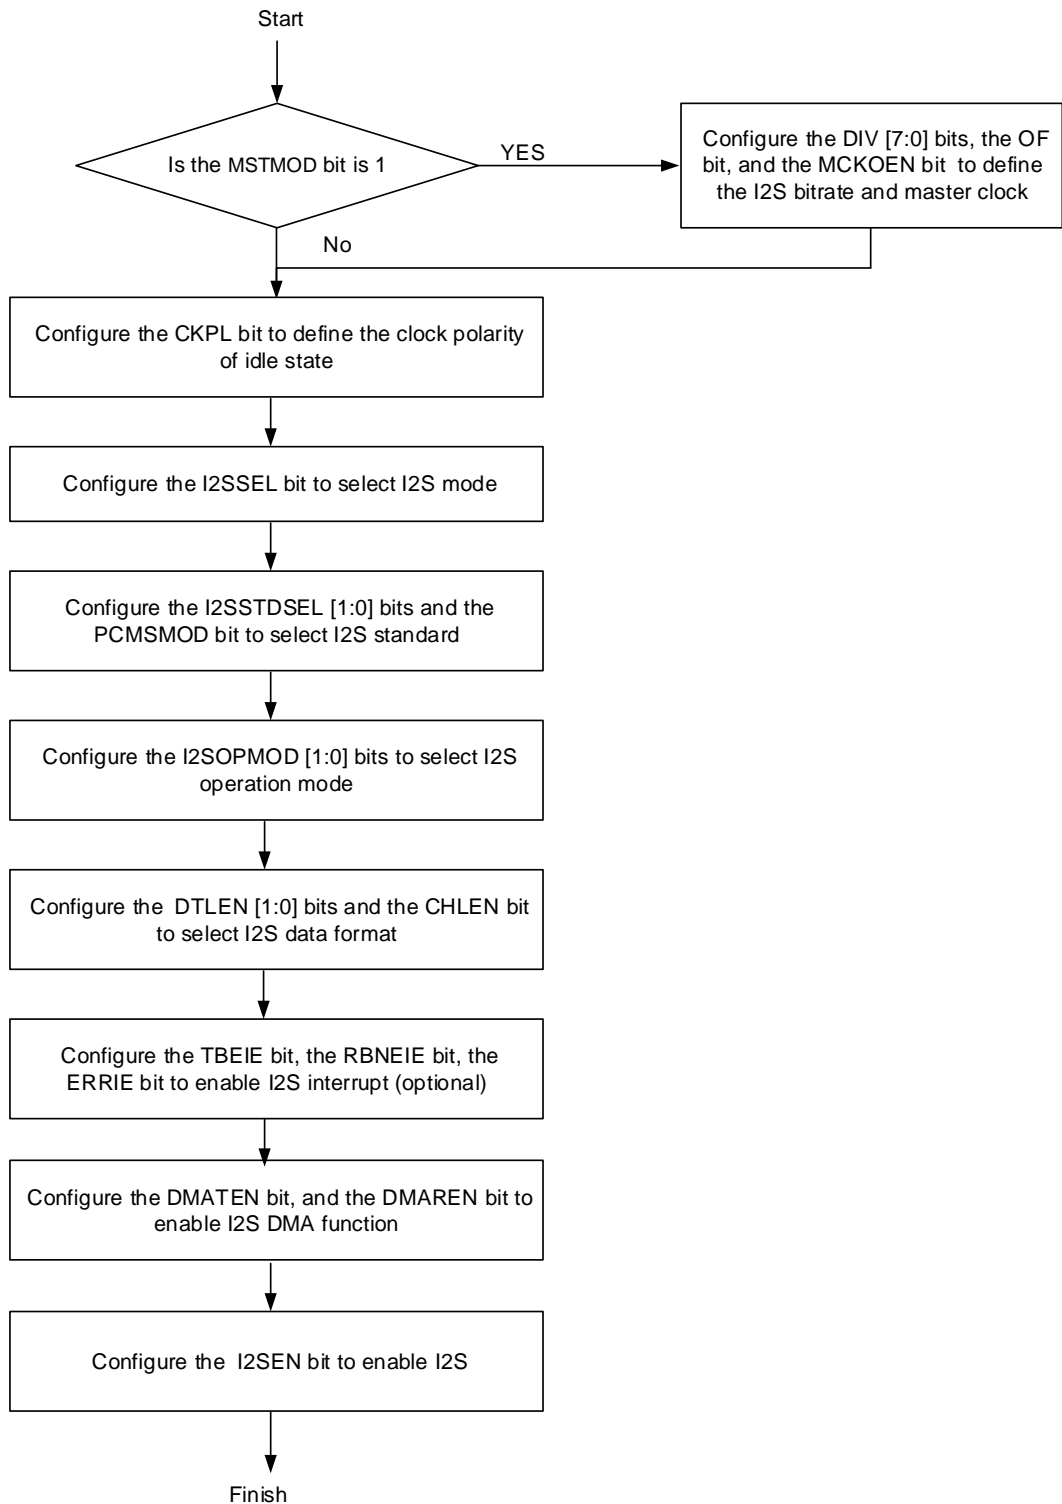 Start
Is the MSTMOD bit is 1
YES
Configure the DIV [7:0] bits, the OF
bit, and the MCKOEN bit to define
the I2S bitrate and master clock
No
Configure the CKPL bit to define the clock polarity
of idle state
Configure the I2SSEL bit to select I2S mode
Configure the I2SSTDSEL [1:0] bits and the
PCMSMOD bit to select I2S standard
Configure the I2SOPMOD [1:0] bits to select I2S
operation mode
Configure the DTLEN [1:0] bits and the CHLEN bit
to select I2S data format
Configure the TBEIE bit, the RBNEIE bit, the
ERRIE bit to enable I2S interrupt (optional)
Configure the DMATEN bit, and the DMAREN bit to
enable I2S DMA function
Configure the I2SEN bit to enable I2S
Finish